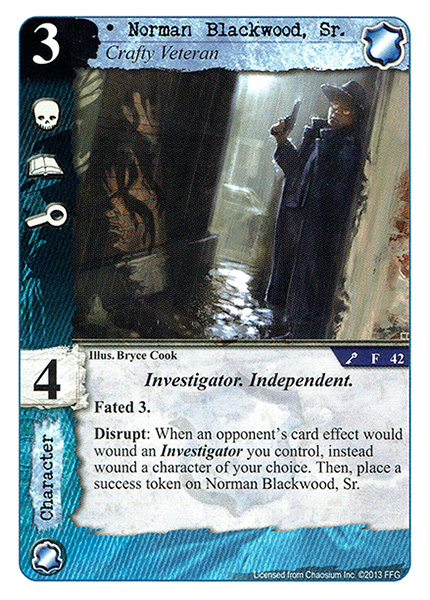 3
• Norman Blackwood, Sr.
Crafty Veteran
Illus. Bryce Cook
F 42
4
Investigator. Independent.
Fated 3.
Disrupt: When an opponent's card effect would
wound an Investigator you control, instead
wound a character of your choice. Then, place a
success token on Norman Blackwood, Sr.
Character
Licensed from Chaosium Inc. ©2013 FFG